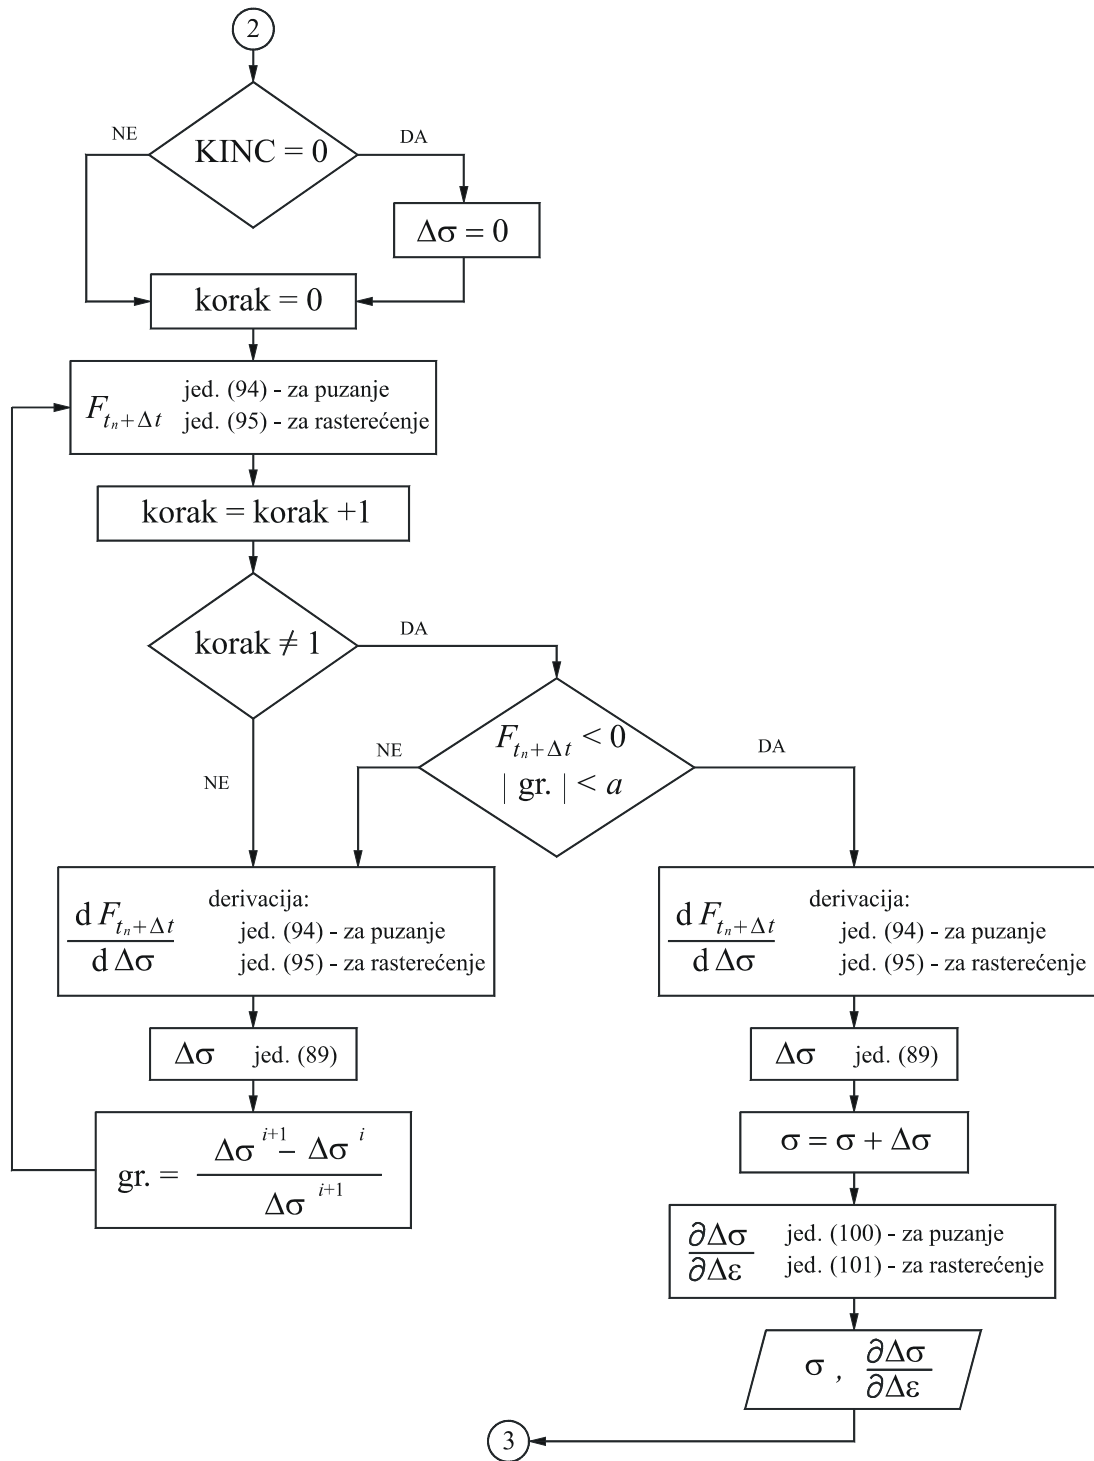 2
KINC = 0
NE
DA
Δσ = 0
korak = 0
F_{t_n+Δt} jed. (94) - za puzanje
jed. (95) - za rasterećenje
korak = korak +1
korak ≠ 1
DA
NE
F_{t_n+Δt} < 0
| gr. | < a
NE
DA
d F_{t_n+Δt}
d Δσ
derivacija:
jed. (94) - za puzanje
jed. (95) - za rasterećenje
Δσ jed. (89)
gr. = \frac{Δσ^{i+1} - Δσ^{i}}{Δσ^{i+1}}
d F_{t_n+Δt}
d Δσ
derivacija:
jed. (94) - za puzanje
jed. (95) - za rasterećenje
Δσ jed. (89)
σ = σ + Δσ
∂Δσ
∂Δε
jed. (100) - za puzanje
jed. (101) - za rasterećenje
σ , \frac{∂Δσ}{∂Δε}
3